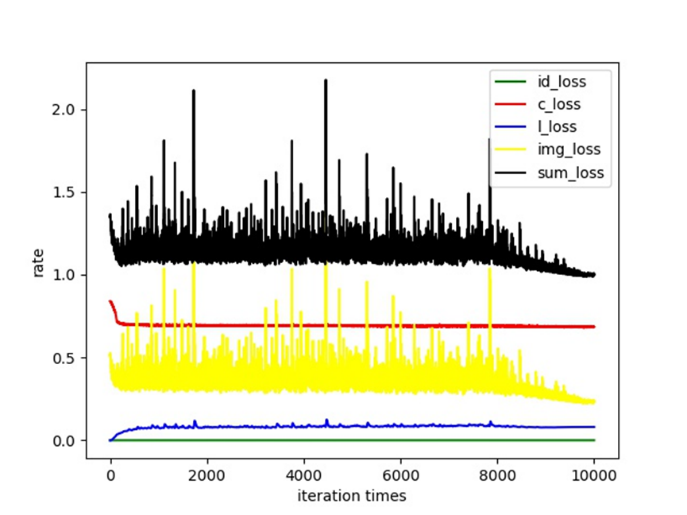 2.0
1.5
1.0
0.5
0.0
rate
0
2000
4000
6000
8000
10000
iteration times
id_loss
c_loss
l_loss
img_loss
sum_loss